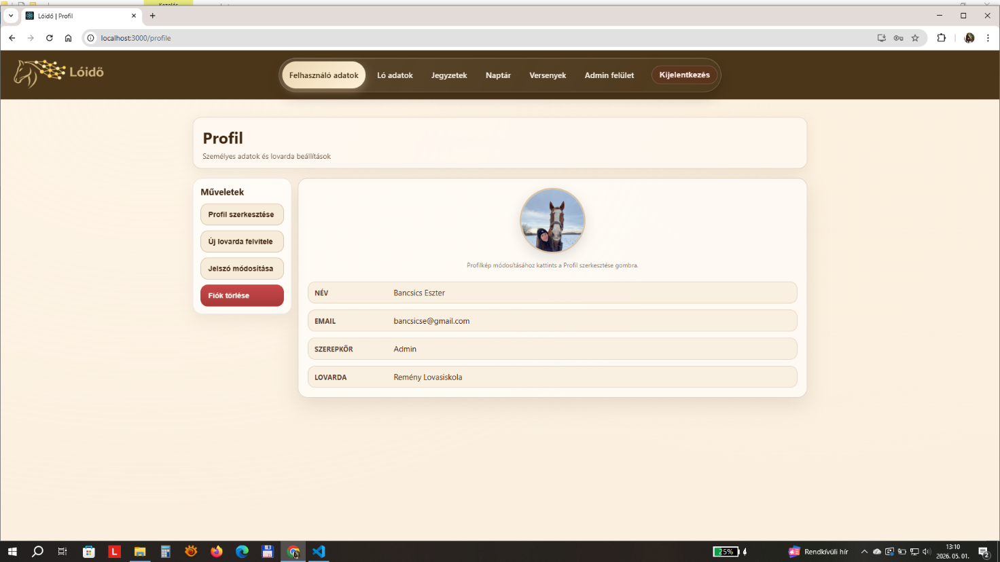 Lóidő | Profil
localhost:3000/profile
Lóidő
Felhasználó adatok
Ló adatok
Jegyzetek
Naptár
Versenyek
Admin felület
Kijelentkezés
Profil
Személyes adatok és lovarda beállítások
Műveletek
Profil szerkesztése
Új lovarda felvitele
Jelszó módosítása
Fiók törlése
Profilkép módosításához kattints a Profil szerkesztése gombra.
NÉV Bancsics Eszter
EMAIL bancsicse@gmail.com
SZEREPKÖR Admin
LOVARDA Remény Lovasiskola
L
25%
Rendkívüli hír
13:10
2026. 05. 01.
2